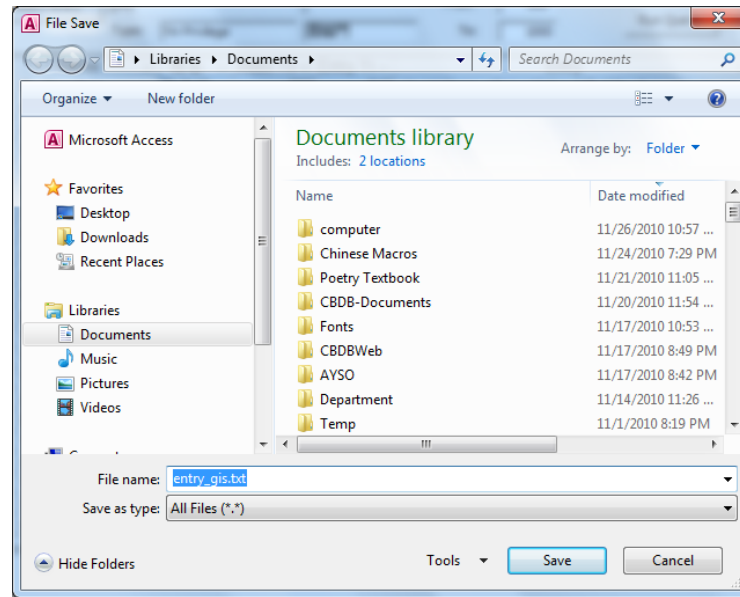 File Save
Libraries Documents
Search Documents
Organize New folder
Microsoft Access
Favorites
Desktop
Downloads
Recent Places
Libraries
Documents
Music
Pictures
Videos
Documents library
Includes: 2 locations
Arrange by: Folder
Name Date modified
computer 11/26/2010 10:57 ...
Chinese Macros 11/24/2010 7:29 PM
Poetry Textbook 11/21/2010 11:05 ...
CBDB-Documents 11/20/2010 11:54 ...
Fonts 11/17/2010 10:53 ...
CBDBWeb 11/17/2010 8:49 PM
AYSO 11/17/2010 8:42 PM
Department 11/14/2010 11:26 ...
Temp 11/1/2010 8:19 PM
File name: entry_gis.txt
Save as type: All Files (*.*)
Hide Folders Tools Save Cancel